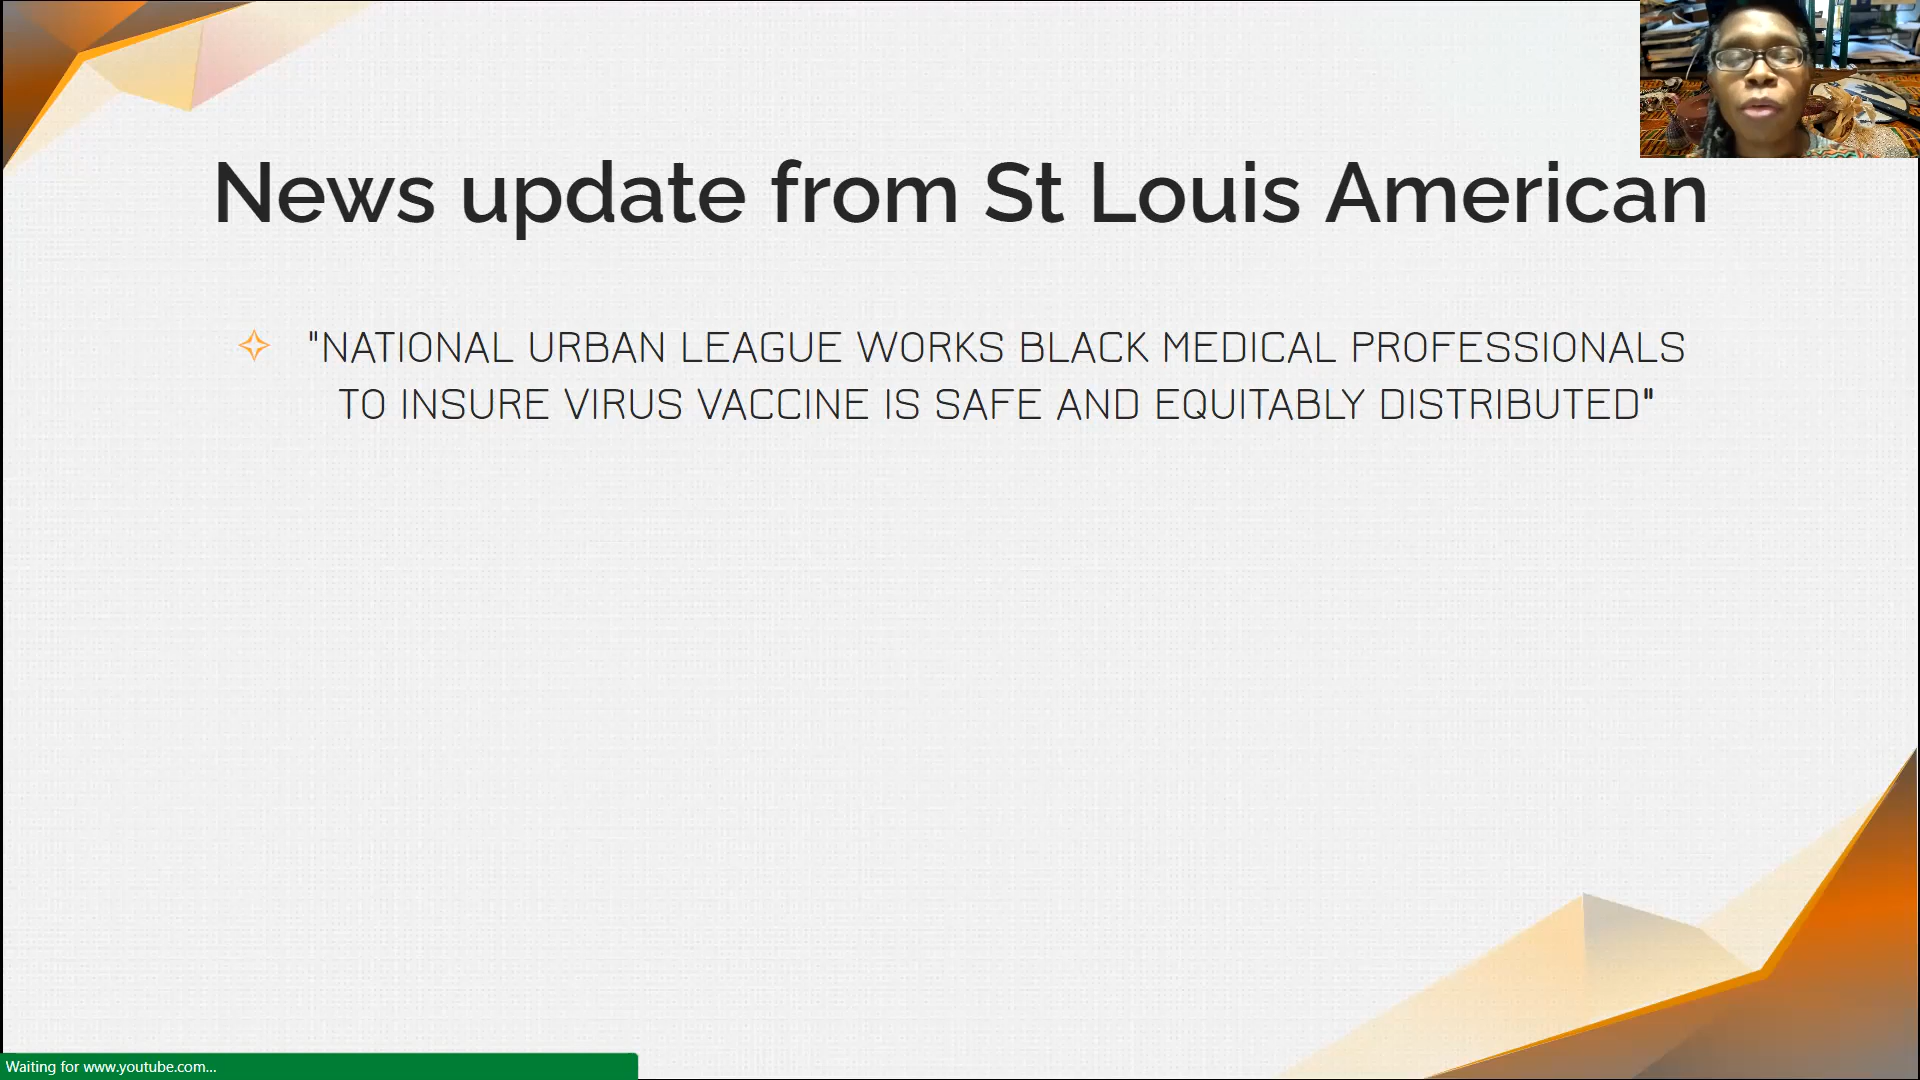 News update from St Louis American
"NATIONAL URBAN LEAGUE WORKS BLACK MEDICAL PROFESSIONALS
TO INSURE VIRUS VACCINE IS SAFE AND EQUITABLY DISTRIBUTED"
Waiting for www.youtube.com...